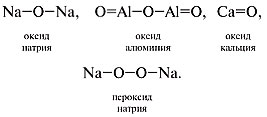 Na–O–Na, O=Al–O–Al=O, Ca=O,
оксид натрия
оксид алюминия
оксид кальция
Na–O–O–Na.
пероксид
натрия